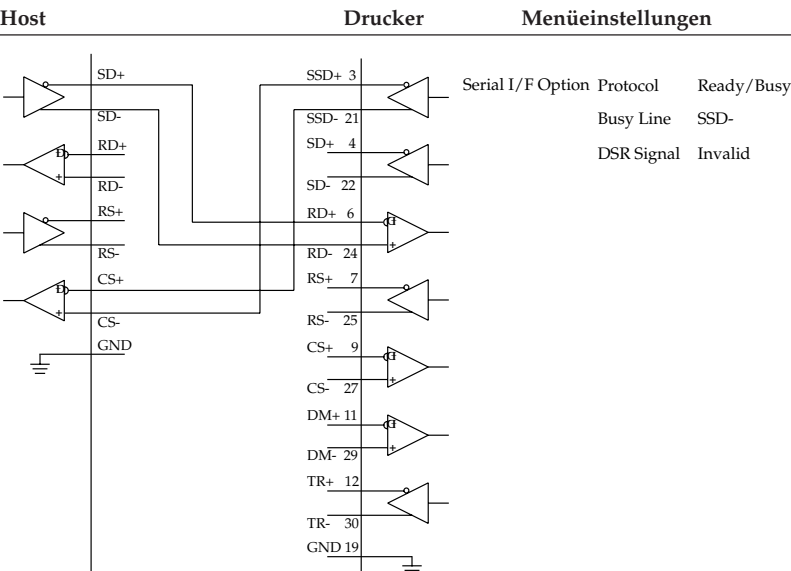 Host Drucker Menüeinstellungen
SD+ SSD+ 3 Serial I/F Option Protocol Ready/Busy
SD- SSD- 21 Busy Line SSD-
RD+ SD+ 4 DSR Signal Invalid
RD- SD- 22
RS+ RD+ 6
RS- RD- 24
CS+ RS+ 7
CS- RS- 25
GND CS+ 9
CS- 27
DM+ 11
DM- 29
TR+ 12
TR- 30
GND 19